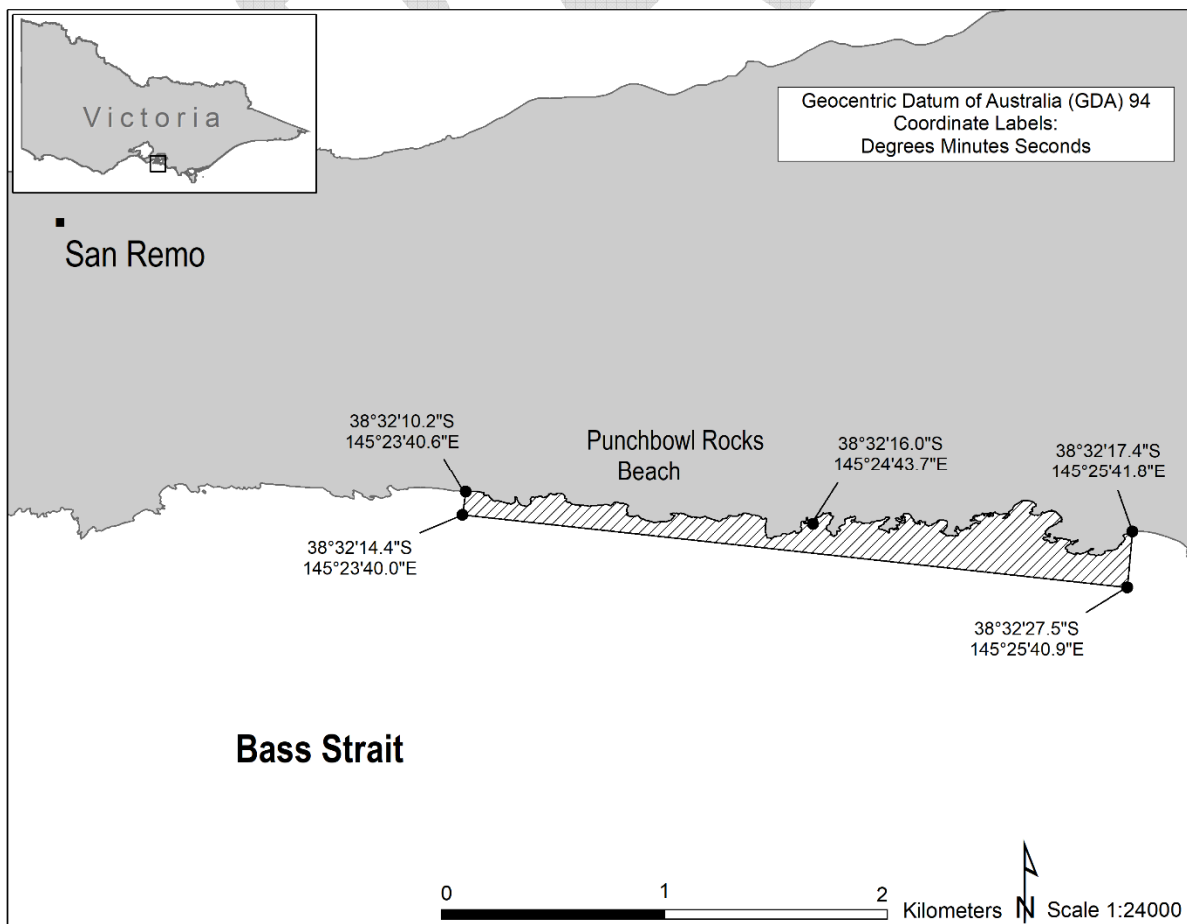 Victoria
Geocentric Datum of Australia (GDA) 94
Coordinate Labels:
Degrees Minutes Seconds
San Remo
38°32'10.2"S
145°23'40.6"E
Punchbowl Rocks
Beach
38°32'16.0"S
145°24'43.7"E
38°32'17.4"S
145°25'41.8"E
38°32'14.4"S
145°23'40.0"E
38°32'27.5"S
145°25'40.9"E
Bass Strait
0 1 2
Kilometers N Scale 1:24000